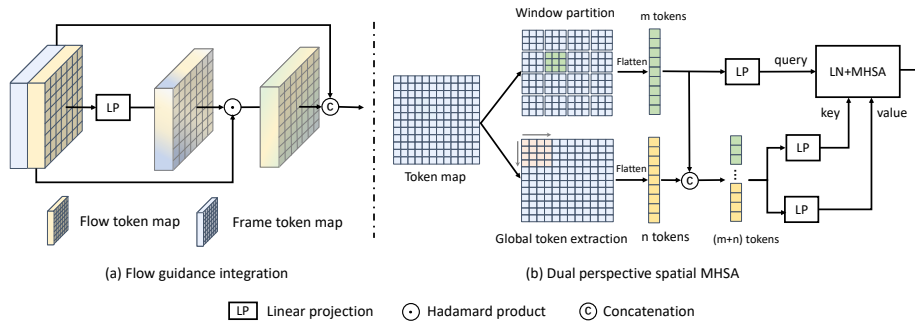 LP
C
Flow token map
Frame token map
(a) Flow guidance integration
Window partition
m tokens
Flatten
LP
query
LN+MHSA
key
value
Token map
Flatten
C
LP
LP
Global token extraction
n tokens
(m+n) tokens
(b) Dual perspective spatial MHSA
LP Linear projection
Hadamard product
C Concatenation